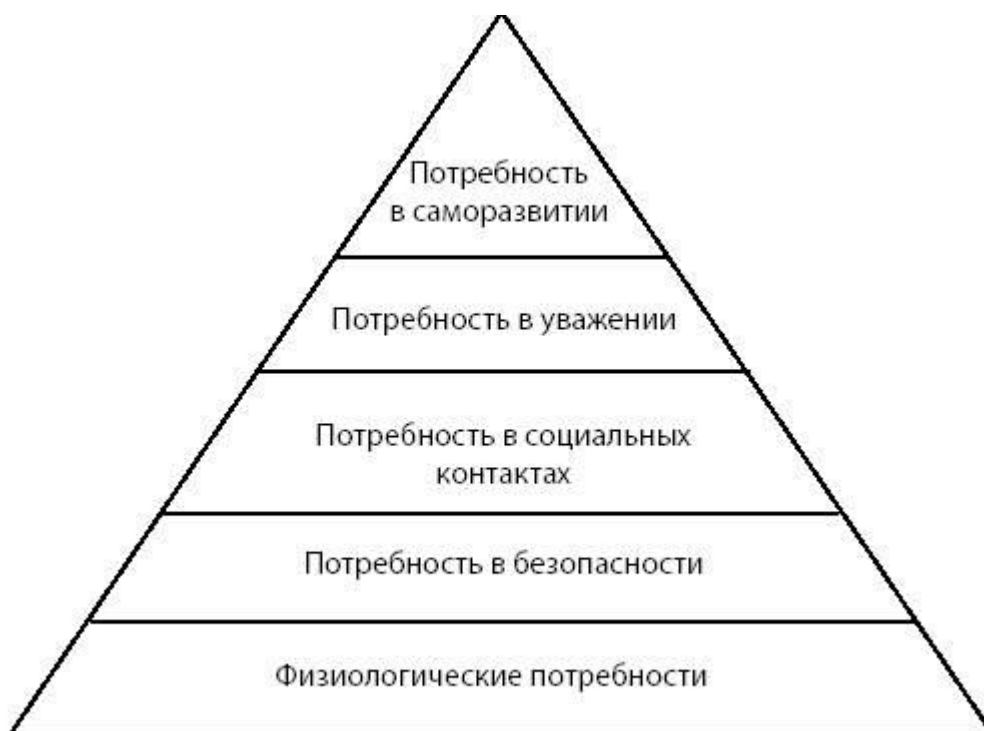 Потребность
в саморазвитии
Потребность в уважении
Потребность в социальных
контактах
Потребность в безопасности
Физиологические потребности